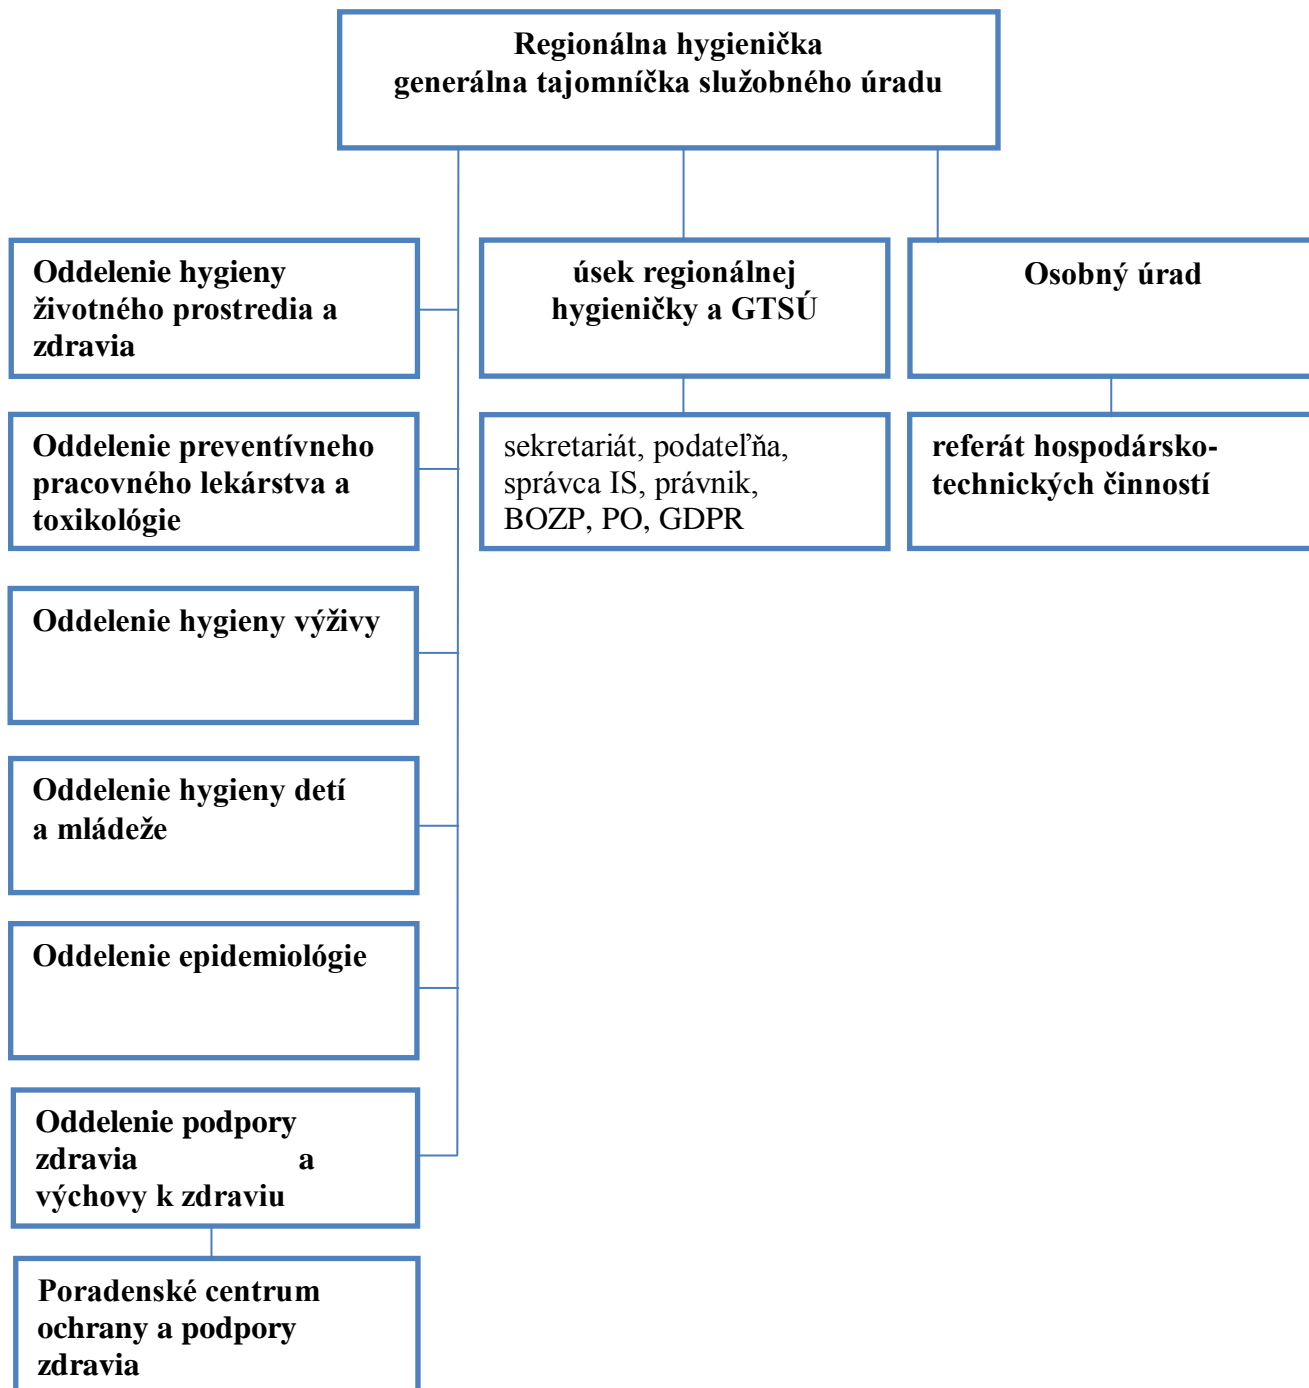 Regionálna hygienička
generálna tajomníčka služobného úradu
Oddelenie hygieny
životného prostredia a
zdravia
úsek regionálnej
hygieničky a GTSÚ
Osobný úrad
Oddelenie preventívneho
pracovného lekárstva a
toxikológie
sekretariát, podateľňa,
správca IS, právnik,
BOZP, PO, GDPR
referát hospodársko-
technických činností
Oddelenie hygieny výživy
Oddelenie hygieny detí
a mládeže
Oddelenie epidemiológie
Oddelenie podpory
zdravia a
výchovy k zdraviu
Poradenské centrum
ochrany a podpory
zdravia